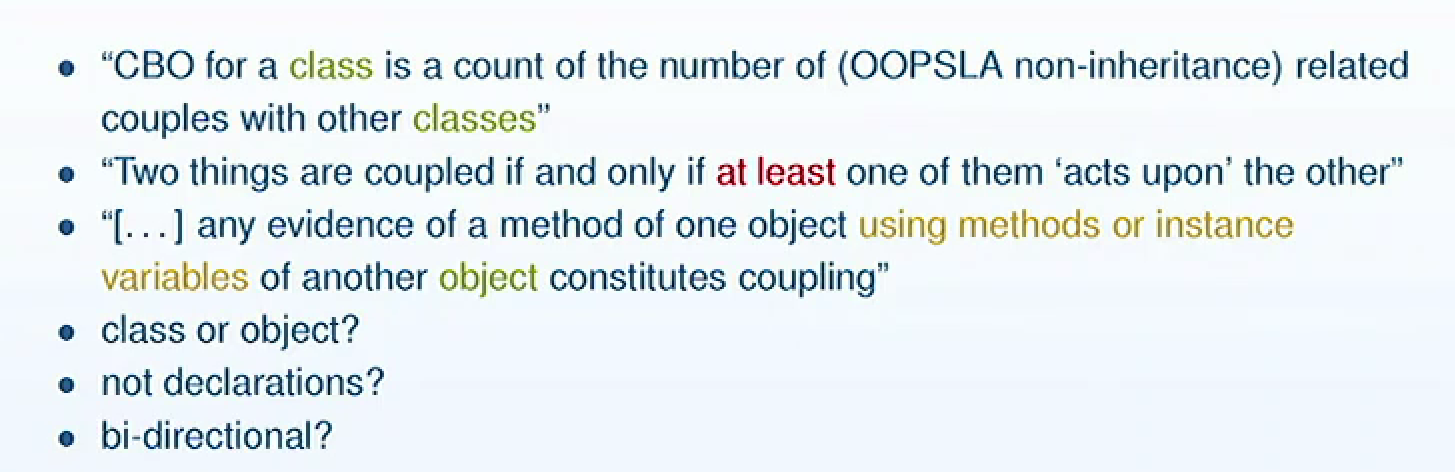 • “CBO for a class is a count of the number of (OOPSLA non-inheritance) related
couples with other classes”
• “Two things are coupled if and only if at least one of them ‘acts upon’ the other”
• “[...] any evidence of a method of one object using methods or instance
variables of another object constitutes coupling”
• class or object?
• not declarations?
• bi-directional?